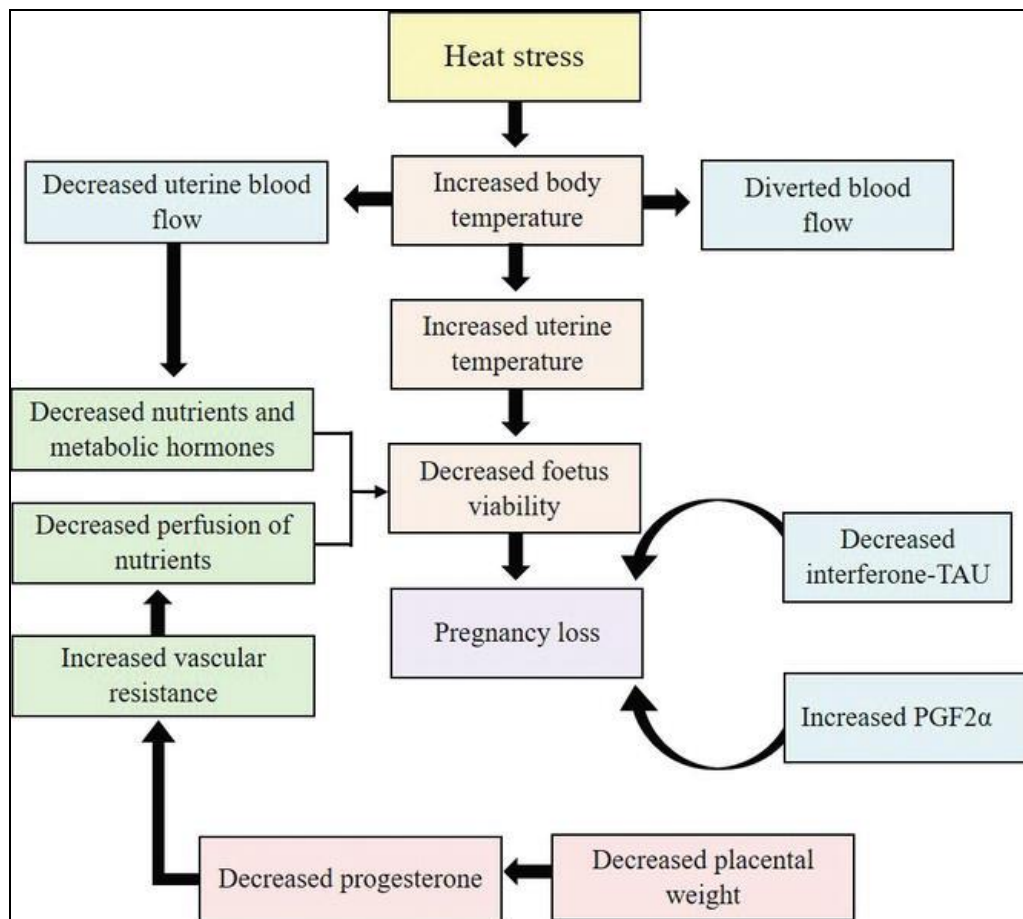 Heat stress
Decreased uterine blood
flow
Increased body
temperature
Diverted blood
flow
Increased uterine
temperature
Decreased nutrients and
metabolic hormones
Decreased foetus
viability
Decreased perfusion of
nutrients
Decreased
interferone-TAU
Pregnancy loss
Increased vascular
resistance
Increased PGF2α
Decreased progesterone
Decreased placental
weight